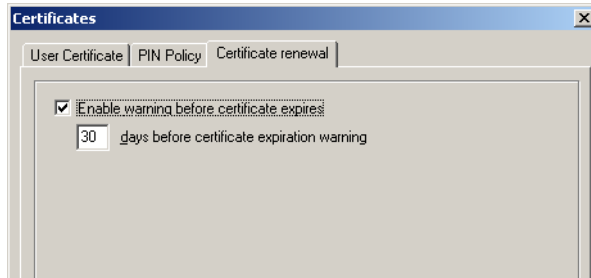 Certificates
User Certificate PIN Policy Certificate renewal
Enable warning before certificate expires
30 days before certificate expiration warning